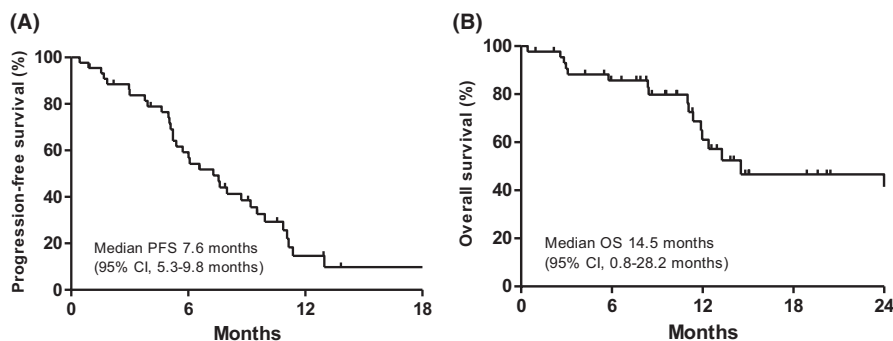 (A)
Progression-free survival (%)
100
80
60
40
20
0
Median PFS 7.6 months
(95% CI, 5.3-9.8 months)
0 6 12 18
Months
(B)
Overall survival (%)
100
80
60
40
20
0
Median OS 14.5 months
(95% CI, 0.8-28.2 months)
0 6 12 18 24
Months